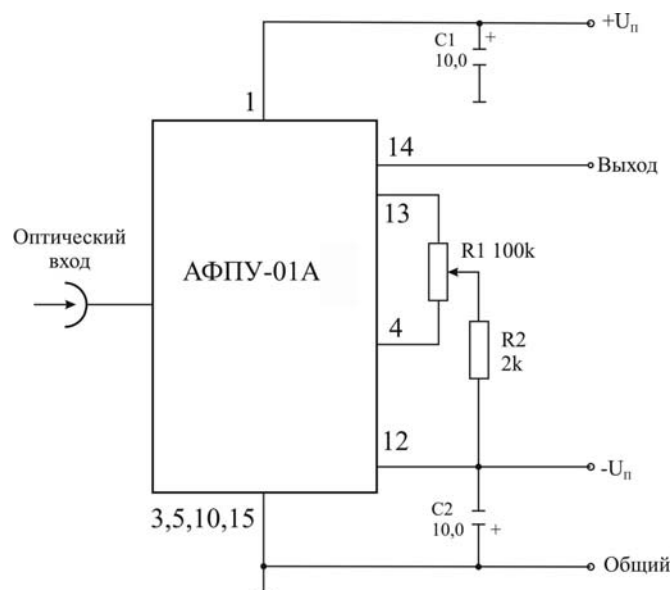 +Uп
C1
+
10,0
1
14
Выход
13
Оптический
вход
R1 100k
АФПУ-01А
4
R2
2k
12
-Uп
3,5,10,15
C2
10,0
+
Общий